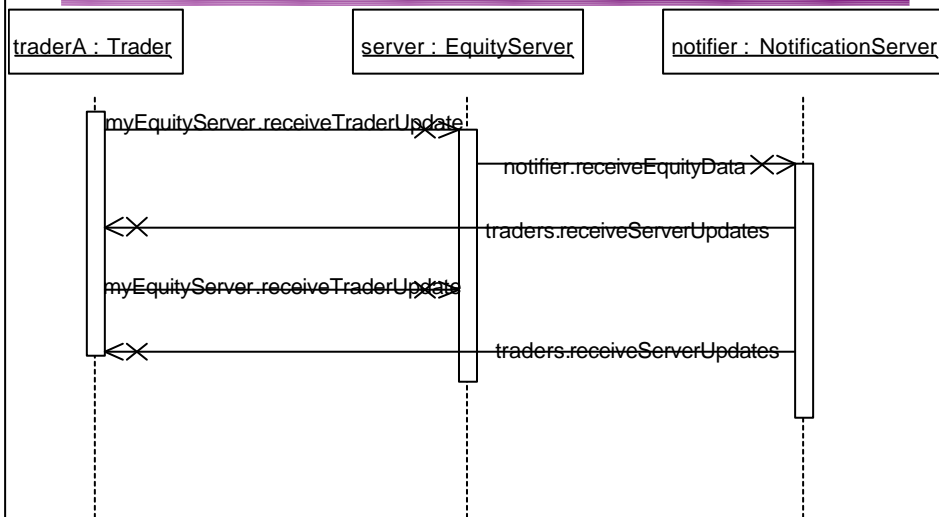 traderA : Trader
server : EquityServer
notifier : NotificationServer
myEquityServer.receiveTraderUpdate
notifier.receiveEquityData
traders.receiveServerUpdates
myEquityServer.receiveTraderUpdate
traders.receiveServerUpdates